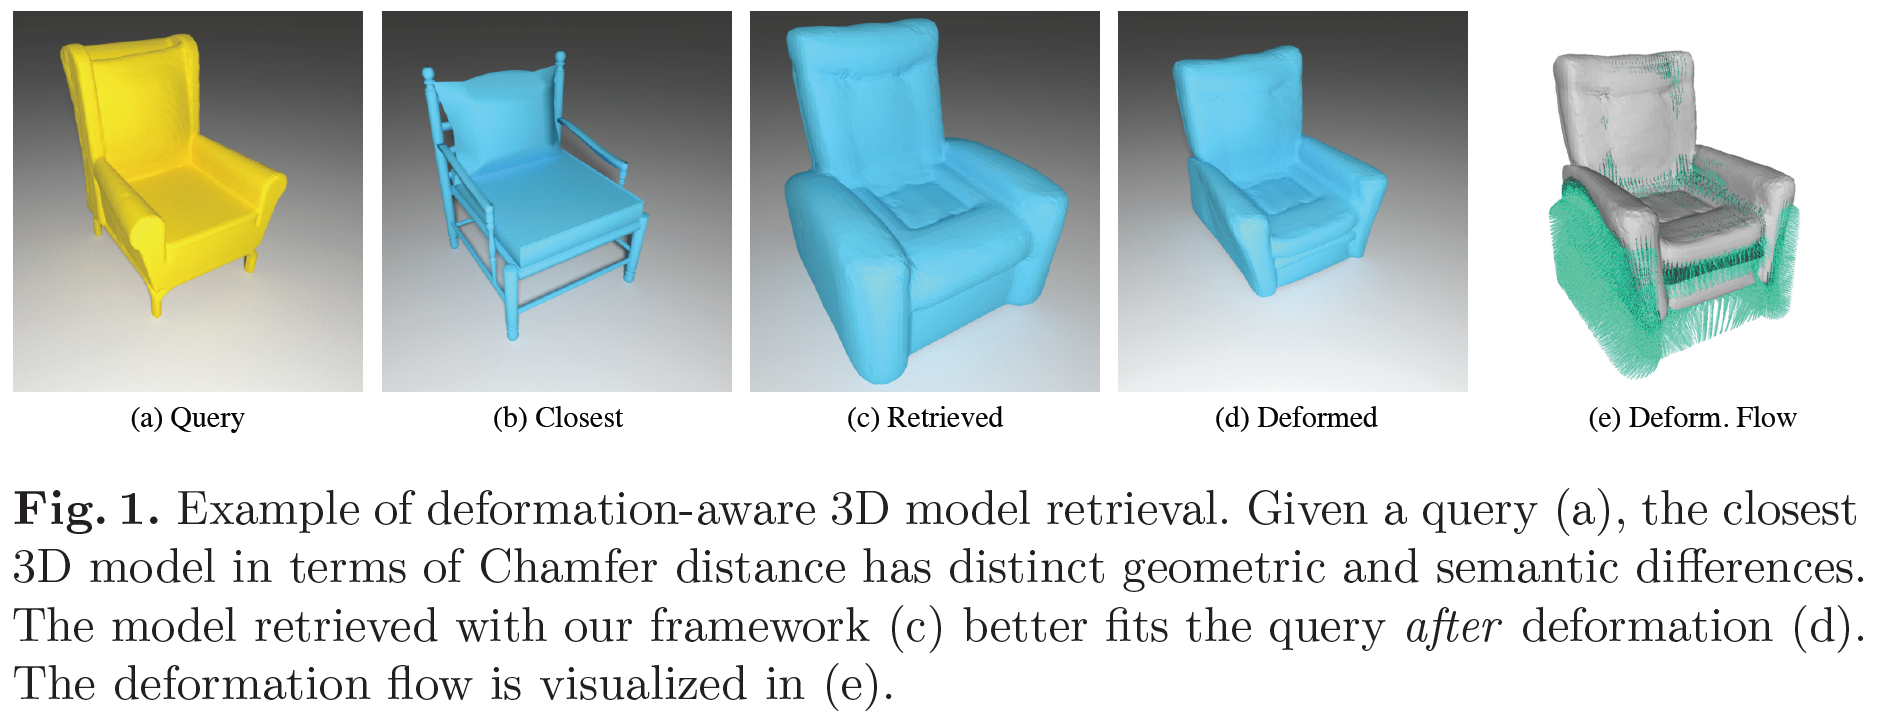 (a) Query
(b) Closest
(c) Retrieved
(d) Deformed
(e) Deform. Flow
Fig. 1. Example of deformation-aware 3D model retrieval. Given a query (a), the closest
3D model in terms of Chamfer distance has distinct geometric and semantic differences.
The model retrieved with our framework (c) better fits the query after deformation (d).
The deformation flow is visualized in (e).